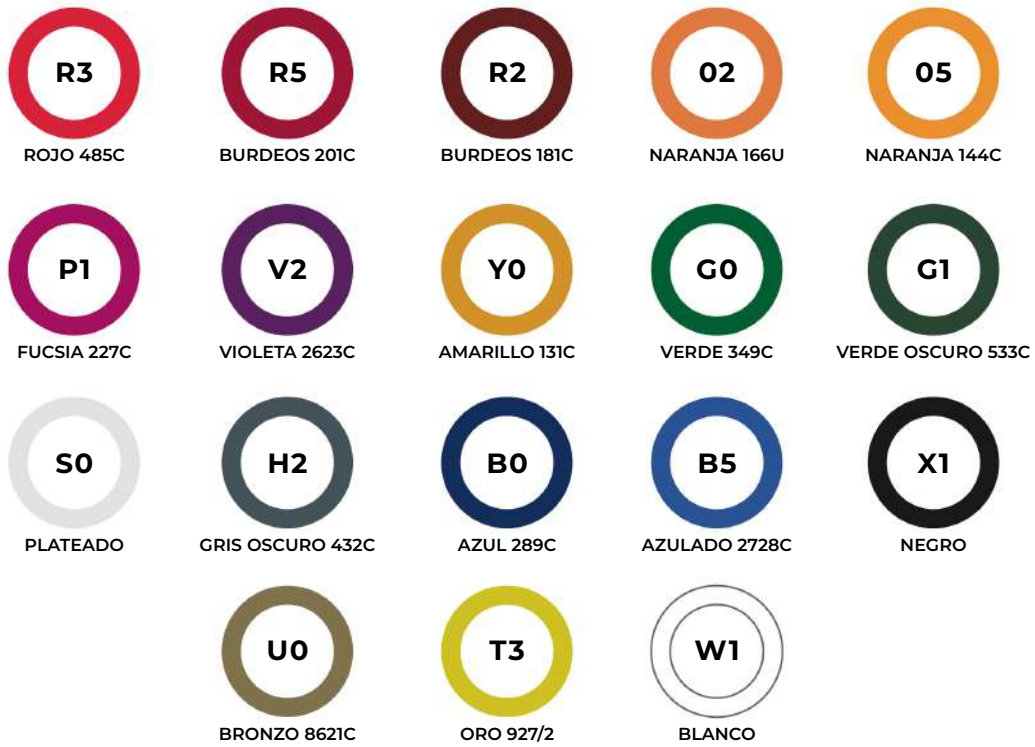 R3 R5 R2 02 05
ROJO 485C BURDEOS 201C BURDEOS 181C NARANJA 166U NARANJA 144C
P1 V2 Y0 G0 G1
FUCSIA 227C VIOLETA 2623C AMARILLO 131C VERDE 349C VERDE OSCURO 533C
S0 H2 B0 B5 X1
PLATEADO GRIS OSCURO 432C AZUL 289C AZULADO 2728C NEGRO
U0 T3 W1
BRONZO 8621C ORO 927/2 BLANCO